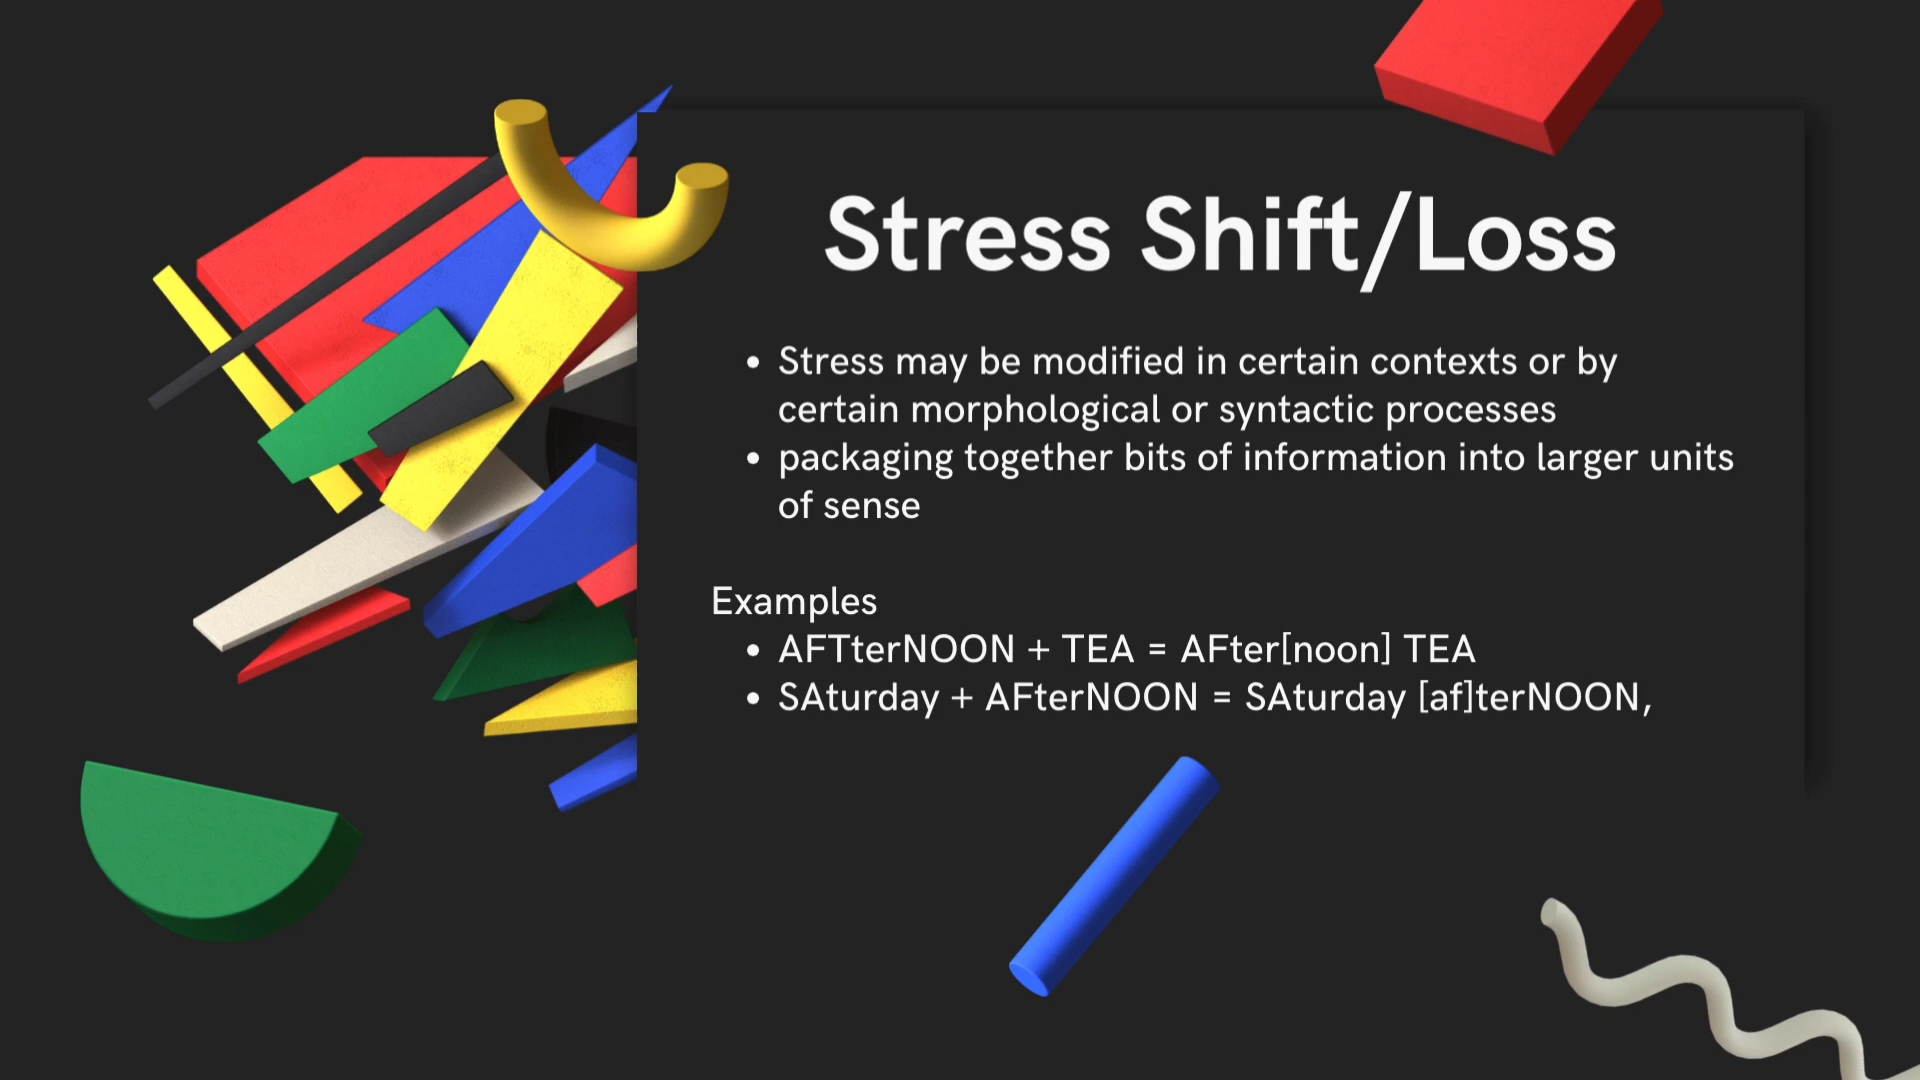 Stress Shift/Loss
• Stress may be modified in certain contexts or by
certain morphological or syntactic processes
• packaging together bits of information into larger units
of sense
Examples
• AFTterNOON + TEA = AFter[noon] TEA
• SAturday + AFterNOON = SAturday [af]terNOON,